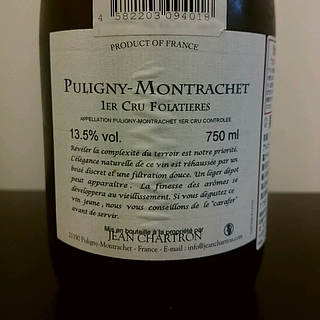 4 582203 094018
PRODUCT OF FRANCE
PULIGNY-MONTRACHET
1ER CRU FOLATIERES
APPELLATION PULIGNY-MONTRACHET 1ER CRU CONTROLEE
13.5% vol. 750 ml
Révéler la complexité du terroir est notre priorité.
L'élégance naturelle de ce vin est réhaussée par un
boisé discret et une filtration douce. Un léger dépot
peut apparaître. La finesse des arômes se
développera au vieillissement. Si vous dégustez ce
vin jeune, nous vous conseillons de le "carafer"
avant de servir.
Mis en bouteille à la propriété par
JEAN CHARTRON
21190 Puligny-Montrachet - France - E-mail : info@jeanchartron.com